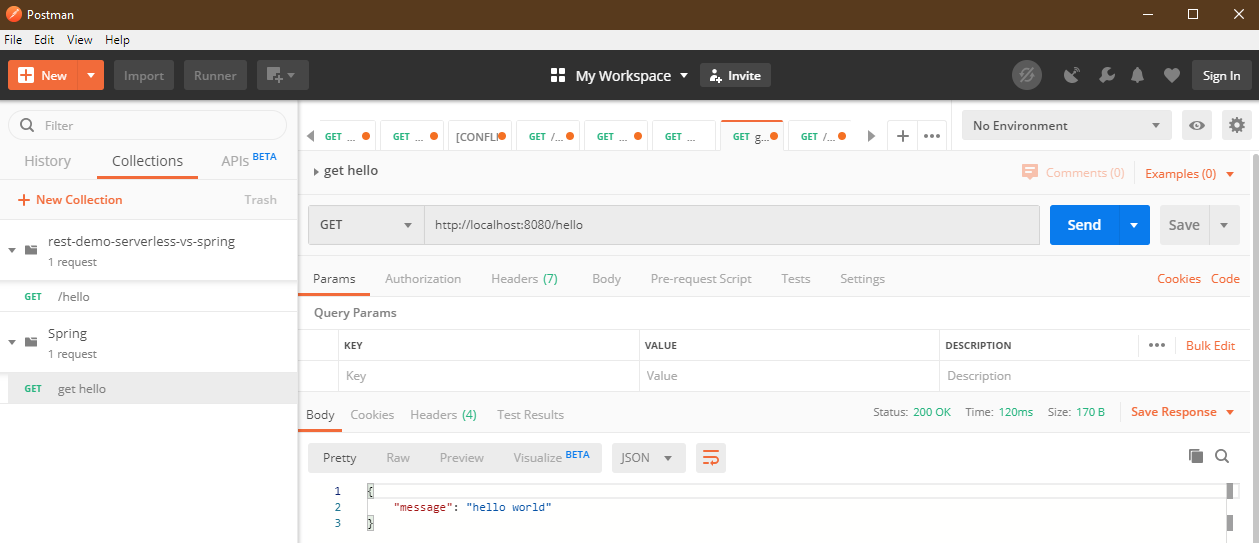 Postman
File Edit View Help
New Import Runner My Workspace Invite Sign In
Filter
History Collections APIs BETA
+ New Collection Trash
rest-demo-serverless-vs-spring
1 request
GET /hello
Spring
1 request
GET get hello
GET ... GET ... [CONFLI GET /... GET ... GET ... GET g... GET /... + ••• No Environment
get hello Comments (0) Examples (0)
GET http://localhost:8080/hello Send Save
Params Authorization Headers (7) Body Pre-request Script Tests Settings Cookies Code
Query Params
KEY VALUE DESCRIPTION ••• Bulk Edit
Key Value Description
Body Cookies Headers (4) Test Results Status: 200 OK Time: 120ms Size: 170 B Save Response
Pretty Raw Preview Visualize BETA JSON
1 {
2 "message": "hello world"
3 }